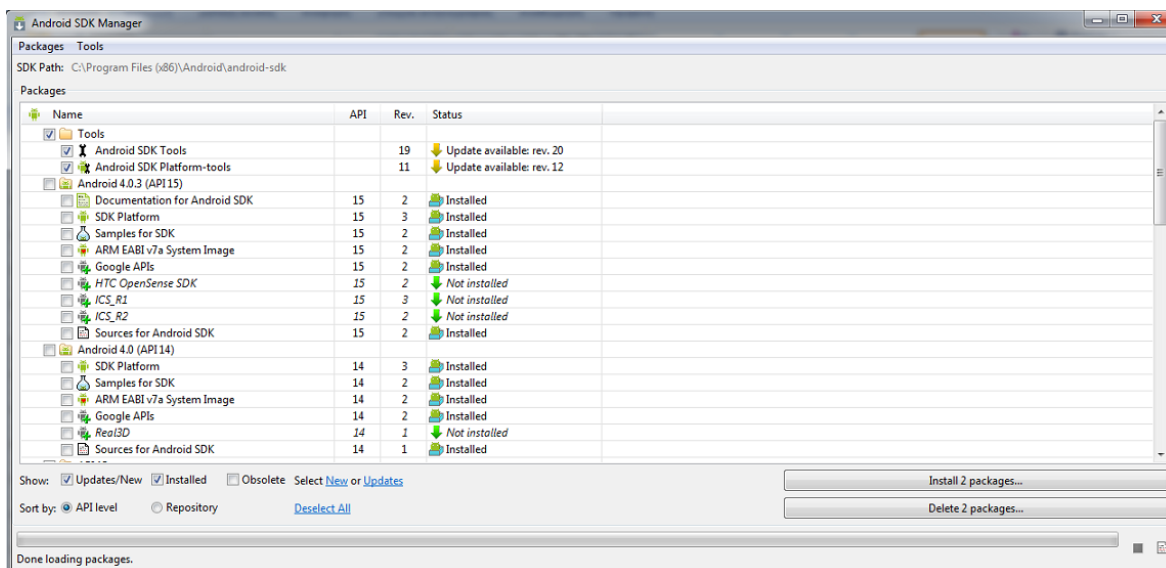 Android SDK Manager
Packages Tools
SDK Path: C:\Program Files (x86)\Android\android-sdk
Packages
Name API Rev. Status
Tools
Android SDK Tools 19 Update available: rev. 20
Android SDK Platform-tools 11 Update available: rev. 12
Android 4.0.3 (API 15)
Documentation for Android SDK 15 2 Installed
SDK Platform 15 3 Installed
Samples for SDK 15 2 Installed
ARM EABI v7a System Image 15 2 Installed
Google APIs 15 2 Installed
HTC OpenSense SDK 15 2 Not installed
ICS_R1 15 3 Not installed
ICS_R2 15 2 Not installed
Sources for Android SDK 15 2 Installed
Android 4.0 (API 14)
SDK Platform 14 3 Installed
Samples for SDK 14 2 Installed
ARM EABI v7a System Image 14 2 Installed
Google APIs 14 2 Installed
Real3D 14 1 Not installed
Sources for Android SDK 14 1 Installed
Show: Updates/New Installed Obsolete Select New or Updates Install 2 packages...
Sort by: API level Repository Deselect All Delete 2 packages...
Done loading packages.